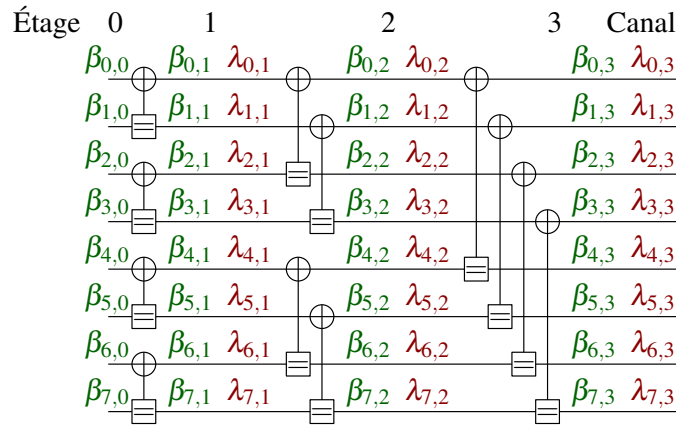 Étage 0 1 2 3 Canal
β0,0 β0,1 λ0,1 β0,2 λ0,2 β0,3 λ0,3
β1,0 β1,1 λ1,1 β1,2 λ1,2 β1,3 λ1,3
β2,0 β2,1 λ2,1 β2,2 λ2,2 β2,3 λ2,3
β3,0 β3,1 λ3,1 β3,2 λ3,2 β3,3 λ3,3
β4,0 β4,1 λ4,1 β4,2 λ4,2 β4,3 λ4,3
β5,0 β5,1 λ5,1 β5,2 λ5,2 β5,3 λ5,3
β6,0 β6,1 λ6,1 β6,2 λ6,2 β6,3 λ6,3
β7,0 β7,1 λ7,1 β7,2 λ7,2 β7,3 λ7,3